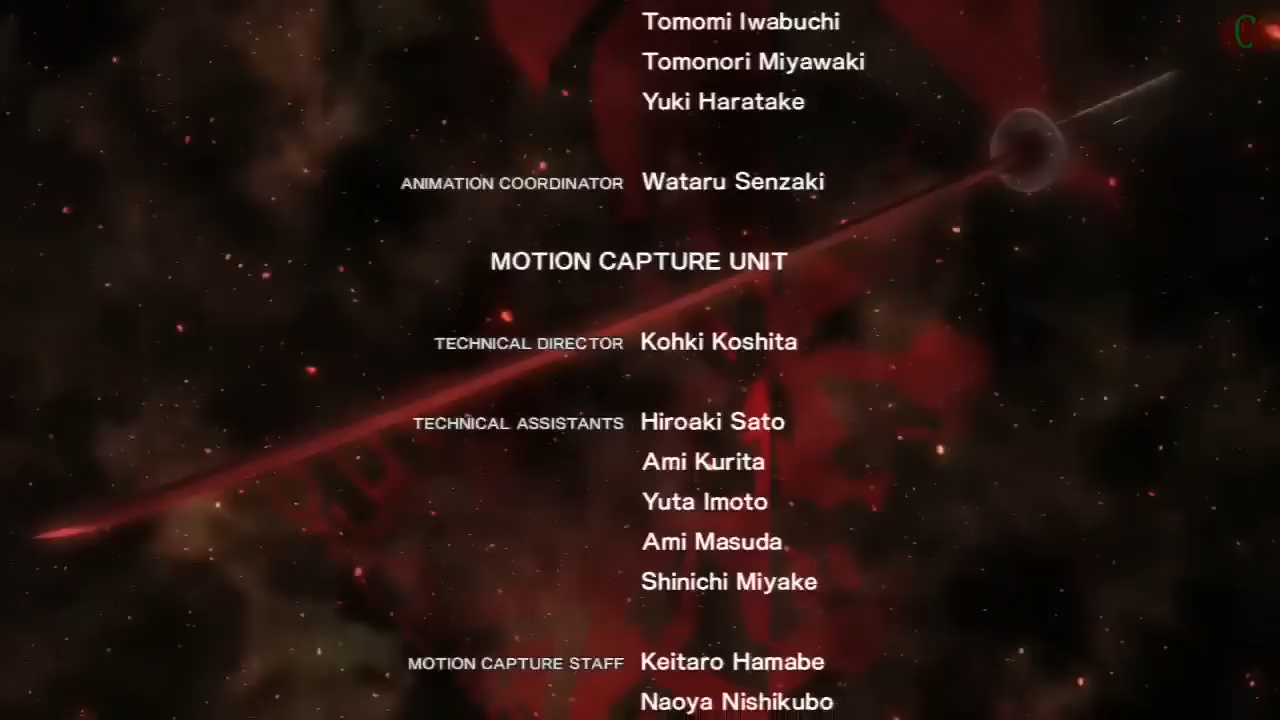 Tomomi Iwabuchi
C
Tomonori Miyawaki
Yuki Haratake
ANIMATION COORDINATOR Wataru Senzaki
MOTION CAPTURE UNIT
TECHNICAL DIRECTOR Kohki Koshita
TECHNICAL ASSISTANTS Hiroaki Sato
Ami Kurita
Yuta Imoto
Ami Masuda
Shinichi Miyake
MOTION CAPTURE STAFF Keitaro Hamabe
Naoya Nishikubo